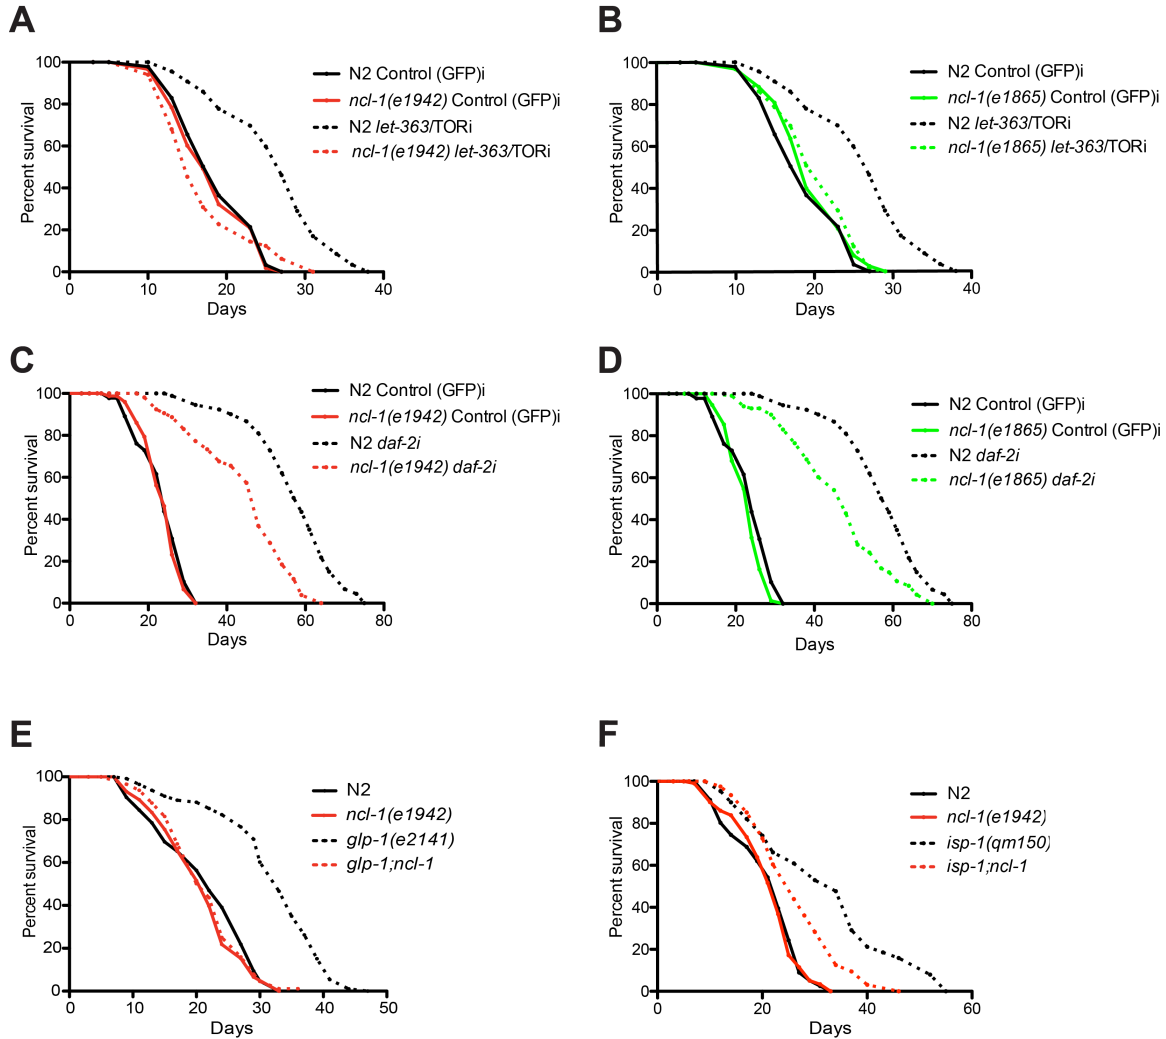 A
Percent survival
100
80
60
40
20
0
0 10 20 30 40
Days
N2 Control (GFP)i
ncl-1(e1942) Control (GFP)i
N2 let-363/TORi
ncl-1(e1942) let-363/TORi
B
Percent survival
100
80
60
40
20
0
0 10 20 30 40
Days
N2 Control (GFP)i
ncl-1(e1865) Control (GFP)i
N2 let-363/TORi
ncl-1(e1865) let-363/TORi
C
Percent survival
100
80
60
40
20
0
0 20 40 60 80
Days
N2 Control (GFP)i
ncl-1(e1942) Control (GFP)i
N2 daf-2i
ncl-1(e1942) daf-2i
D
Percent survival
100
80
60
40
20
0
0 20 40 60 80
Days
N2 Control (GFP)i
ncl-1(e1865) Control (GFP)i
N2 daf-2i
ncl-1(e1865) daf-2i
E
Percent survival
100
80
60
40
20
0
0 10 20 30 40 50
Days
N2
ncl-1(e1942)
glp-1(e2141)
glp-1;ncl-1
F
Percent survival
100
80
60
40
20
0
0 20 40 60
Days
N2
ncl-1(e1942)
isp-1(qm150)
isp-1;ncl-1